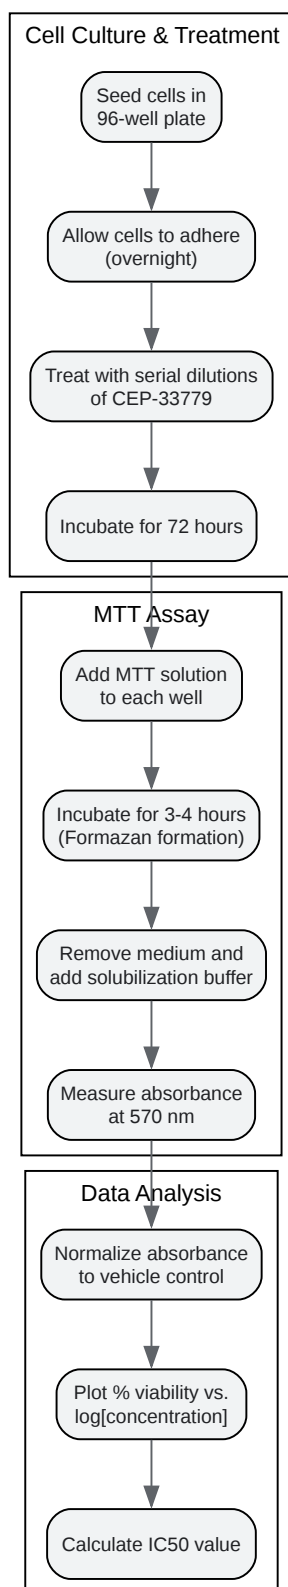 Cell Culture & Treatment
Seed cells in
96-well plate
Allow cells to adhere
(overnight)
Treat with serial dilutions
of CEP-33779
Incubate for 72 hours
MTT Assay
Add MTT solution
to each well
Incubate for 3-4 hours
(Formazan formation)
Remove medium and
add solubilization buffer
Measure absorbance
at 570 nm
Data Analysis
Normalize absorbance
to vehicle control
Plot % viability vs.
log[concentration]
Calculate IC50 value